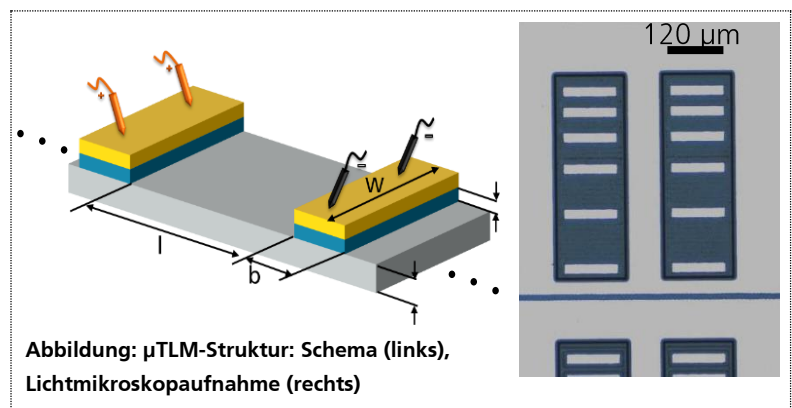 120 µm
+
+
–
–
W
l
b
Abbildung: µTLM-Struktur: Schema (links),
Lichtmikroskopaufnahme (rechts)